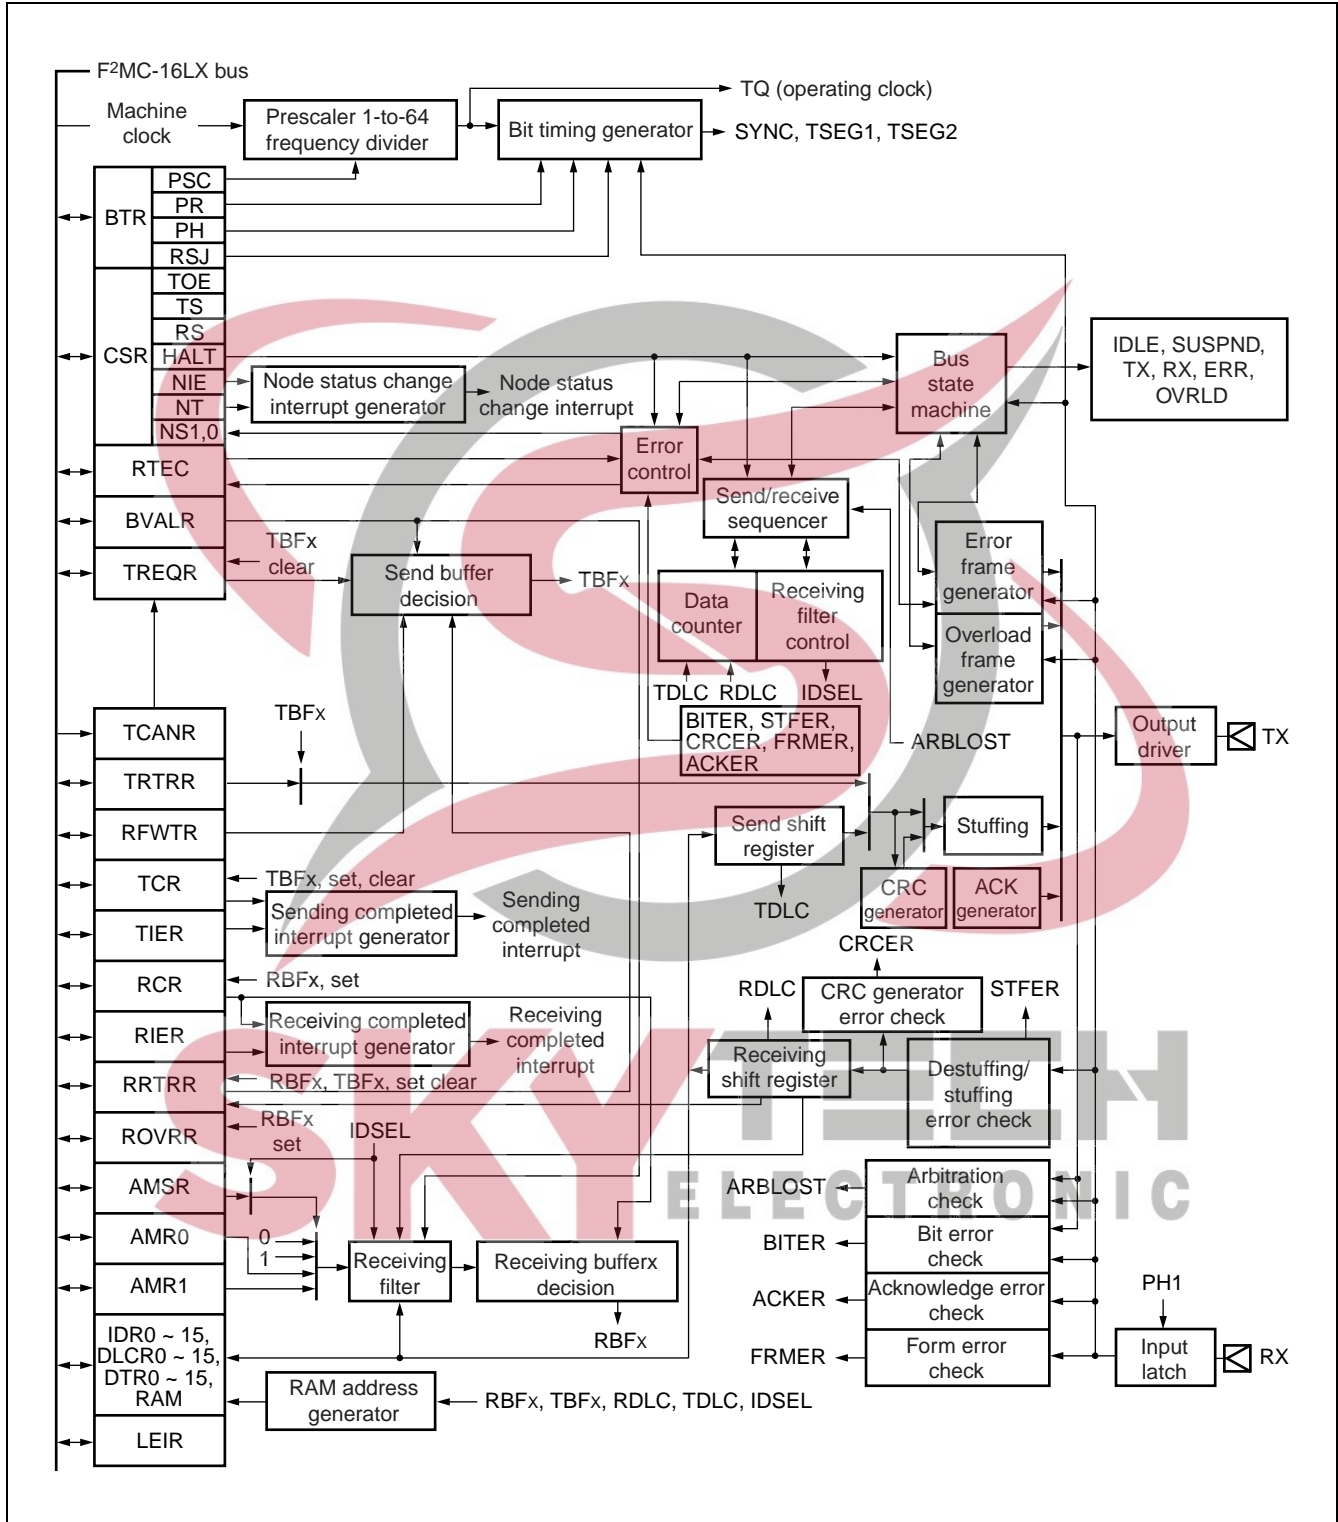 F²MC-16LX bus
Machine
clock
Prescaler 1-to-64
frequency divider
Bit timing generator
TQ (operating clock)
SYNC, TSEG1, TSEG2
BTR
PSC
PR
PH
RSJ
CSR
TOE
TS
RS
HALT
NIE
NT
NS1,0
Node status change
interrupt generator
Node status
change interrupt
Bus
state
machine
IDLE, SUSPND,
TX, RX, ERR,
OVRLD
Error
control
RTEC
BVALR
TREQR
TBFx
clear
Send buffer
decision
TBFx
Send/receive
sequencer
Data
counter
Receiving
filter
control
TDLC
RDLC
IDSEL
Error
frame
generator
Overload
frame
generator
BITER, STFER,
CRCER, FRMER,
ACKER
ARBLOST
Output
driver
TX
TCANR
TRTRR
RFWTR
TCR
TIER
RCR
RIER
RRTRR
ROVRR
AMSR
AMR0
AMR1
IDR0 ~ 15,
DLCR0 ~ 15,
DTR0 ~ 15,
RAM
LEIR
TBFx
Send shift
register
TDLC
Stuffing
CRC
generator
ACK
generator
TBFx, set, clear
Sending completed
interrupt generator
Sending
completed
interrupt
RBFx, set
Receiving completed
interrupt generator
Receiving
completed
interrupt
RBFx, TBFx, set clear
RBFx
set
IDSEL
0
1
Receiving
filter
Receiving bufferx
decision
RBFx
RAM address
generator
RBFx, TBFx, RDLC, TDLC, IDSEL
CRCER
RDLC
CRC generator
error check
STFER
Receiving
shift register
Destuffing/
stuffing
error check
ARBLOST
Arbitration
check
BITER
Bit error
check
ACKER
Acknowledge error
check
FRMER
Form error
check
PH1
Input
latch
RX
SKYTECH
ELECTRONIC